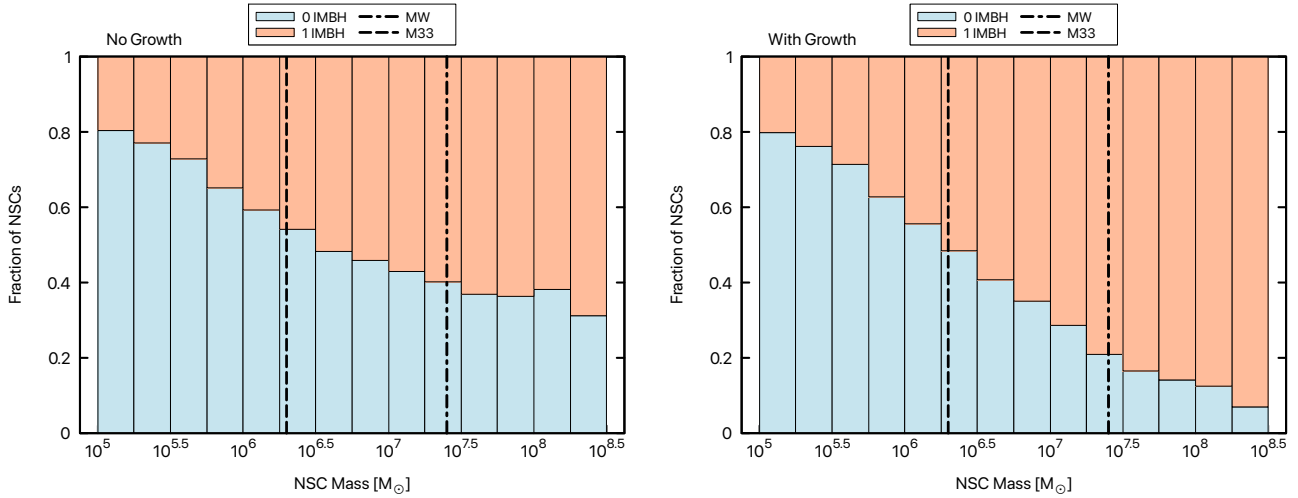 0 IMBH MW
1 IMBH M33
No Growth
1
0.8
0.6
0.4
0.2
0
Fraction of NSCs
10^5 10^5.5 10^6 10^6.5 10^7 10^7.5 10^8 10^8.5
NSC Mass [M_⊙]
0 IMBH MW
1 IMBH M33
With Growth
1
0.8
0.6
0.4
0.2
0
Fraction of NSCs
10^5 10^5.5 10^6 10^6.5 10^7 10^7.5 10^8 10^8.5
NSC Mass [M_⊙]